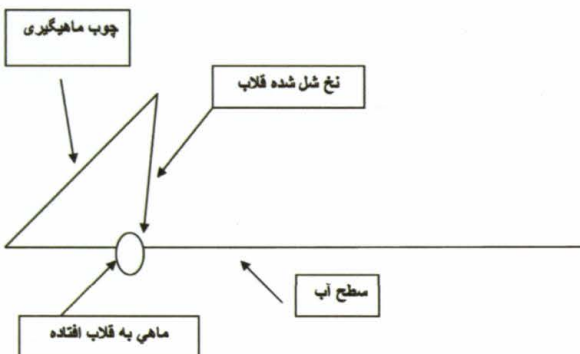 چوب ماهیگیری
نخ شل شده قلاب
سطح آب
ماهي به قلاب افتاده